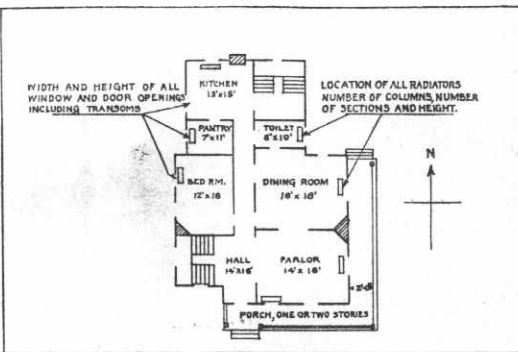 WIDTH AND HEIGHT OF ALL
WINDOW AND DOOR OPENINGS
INCLUDING TRANSOMS
LOCATION OF ALL RADIATORS
NUMBER OF COLUMNS, NUMBER
OF SECTIONS AND HEIGHT.
KITCHEN
13'x15'
PANTRY
7'x11'
TOILET
8'x10'
N
BED RM.
12'x18
DINING ROOM
16'x18'
HALL
14'x16'
PARLOR
14'x18'
PORCH, ONE OR TWO STORIES